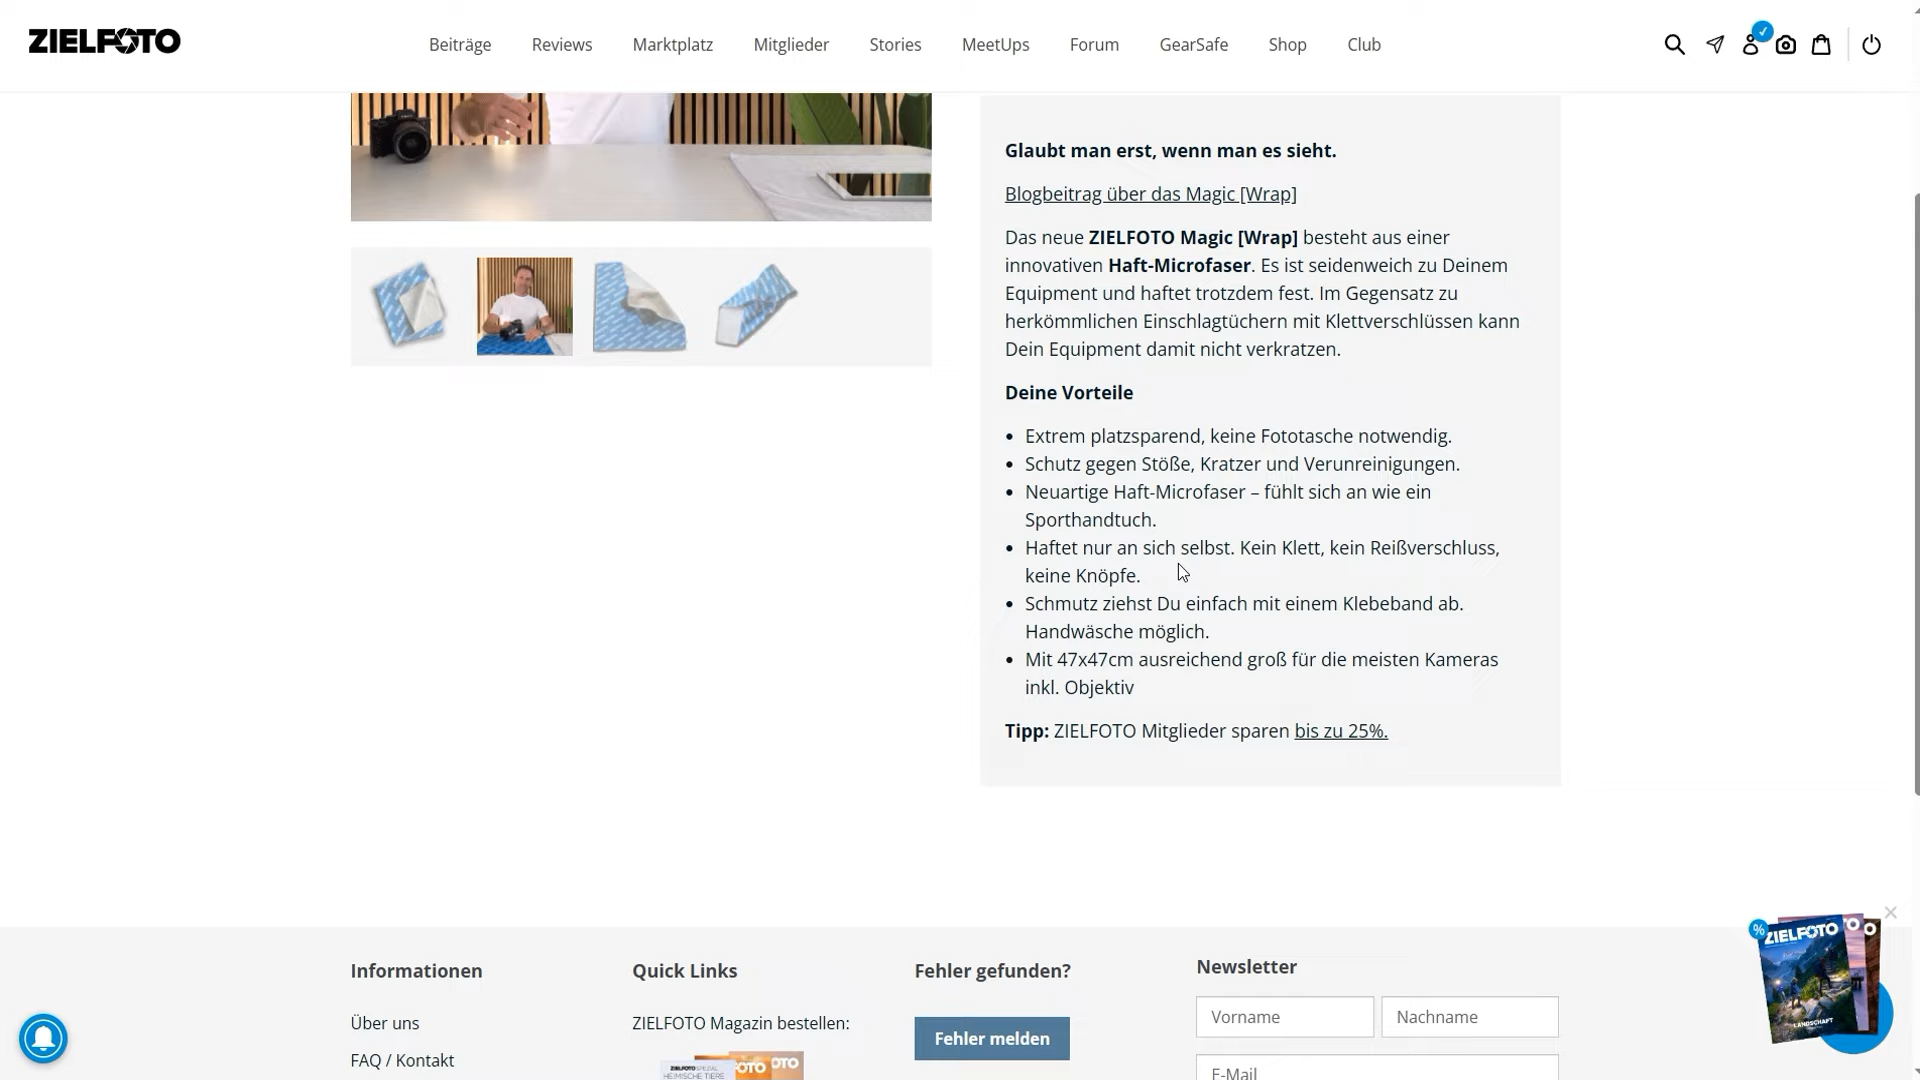 ZIELFOTO
Beiträge
Reviews
Marktplatz
Mitglieder
Stories
MeetUps
Forum
GearSafe
Shop
Club
Glaubt man erst, wenn man es sieht.
Blogbeitrag über das Magic [Wrap]
Das neue ZIELFOTO Magic [Wrap] besteht aus einer
innovativen Haft-Microfaser. Es ist seidenweich zu Deinem
Equipment und haftet trotzdem fest. Im Gegensatz zu
herkömmlichen Einschlagtüchern mit Klettverschlüssen kann
Dein Equipment damit nicht verkratzen.
Deine Vorteile
• Extrem platzsparend, keine Fototasche notwendig.
• Schutz gegen Stöße, Kratzer und Verunreinigungen.
• Neuartige Haft-Microfaser – fühlt sich an wie ein
Sporthandtuch.
• Haftet nur an sich selbst. Kein Klett, kein Reißverschluss,
keine Knöpfe.
• Schmutz ziehst Du einfach mit einem Klebeband ab.
Handwäsche möglich.
• Mit 47x47cm ausreichend groß für die meisten Kameras
inkl. Objektiv
Tipp: ZIELFOTO Mitglieder sparen bis zu 25%.
%
ZIELFOTO
LANDSCHAFT
Informationen
Über uns
FAQ / Kontakt
Quick Links
ZIELFOTO Magazin bestellen:
ZIELFOTO SPEZIAL
HEIMISCHE TIERE
Fehler gefunden?
Fehler melden
Newsletter
Vorname
Nachname
E-Mail